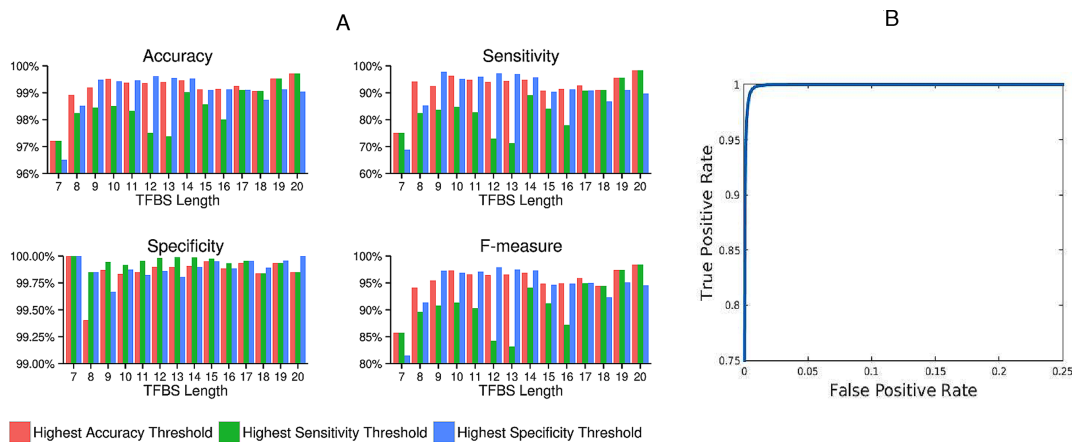 A
B
Accuracy
100%
99%
98%
97%
96%
7 8 9 10 11 12 13 14 15 16 17 18 19 20
TFBS Length
Sensitivity
100%
90%
80%
70%
60%
7 8 9 10 11 12 13 14 15 16 17 18 19 20
TFBS Length
Specificity
100.00%
99.75%
99.50%
99.25%
99.00%
7 8 9 10 11 12 13 14 15 16 17 18 19 20
TFBS Length
F-measure
100%
95%
90%
85%
80%
7 8 9 10 11 12 13 14 15 16 17 18 19 20
TFBS Length
Highest Accuracy Threshold Highest Sensitivity Threshold Highest Specificity Threshold
True Positive Rate
1
0.95
0.9
0.85
0.8
0.75
0 0.05 0.1 0.15 0.2 0.25
False Positive Rate